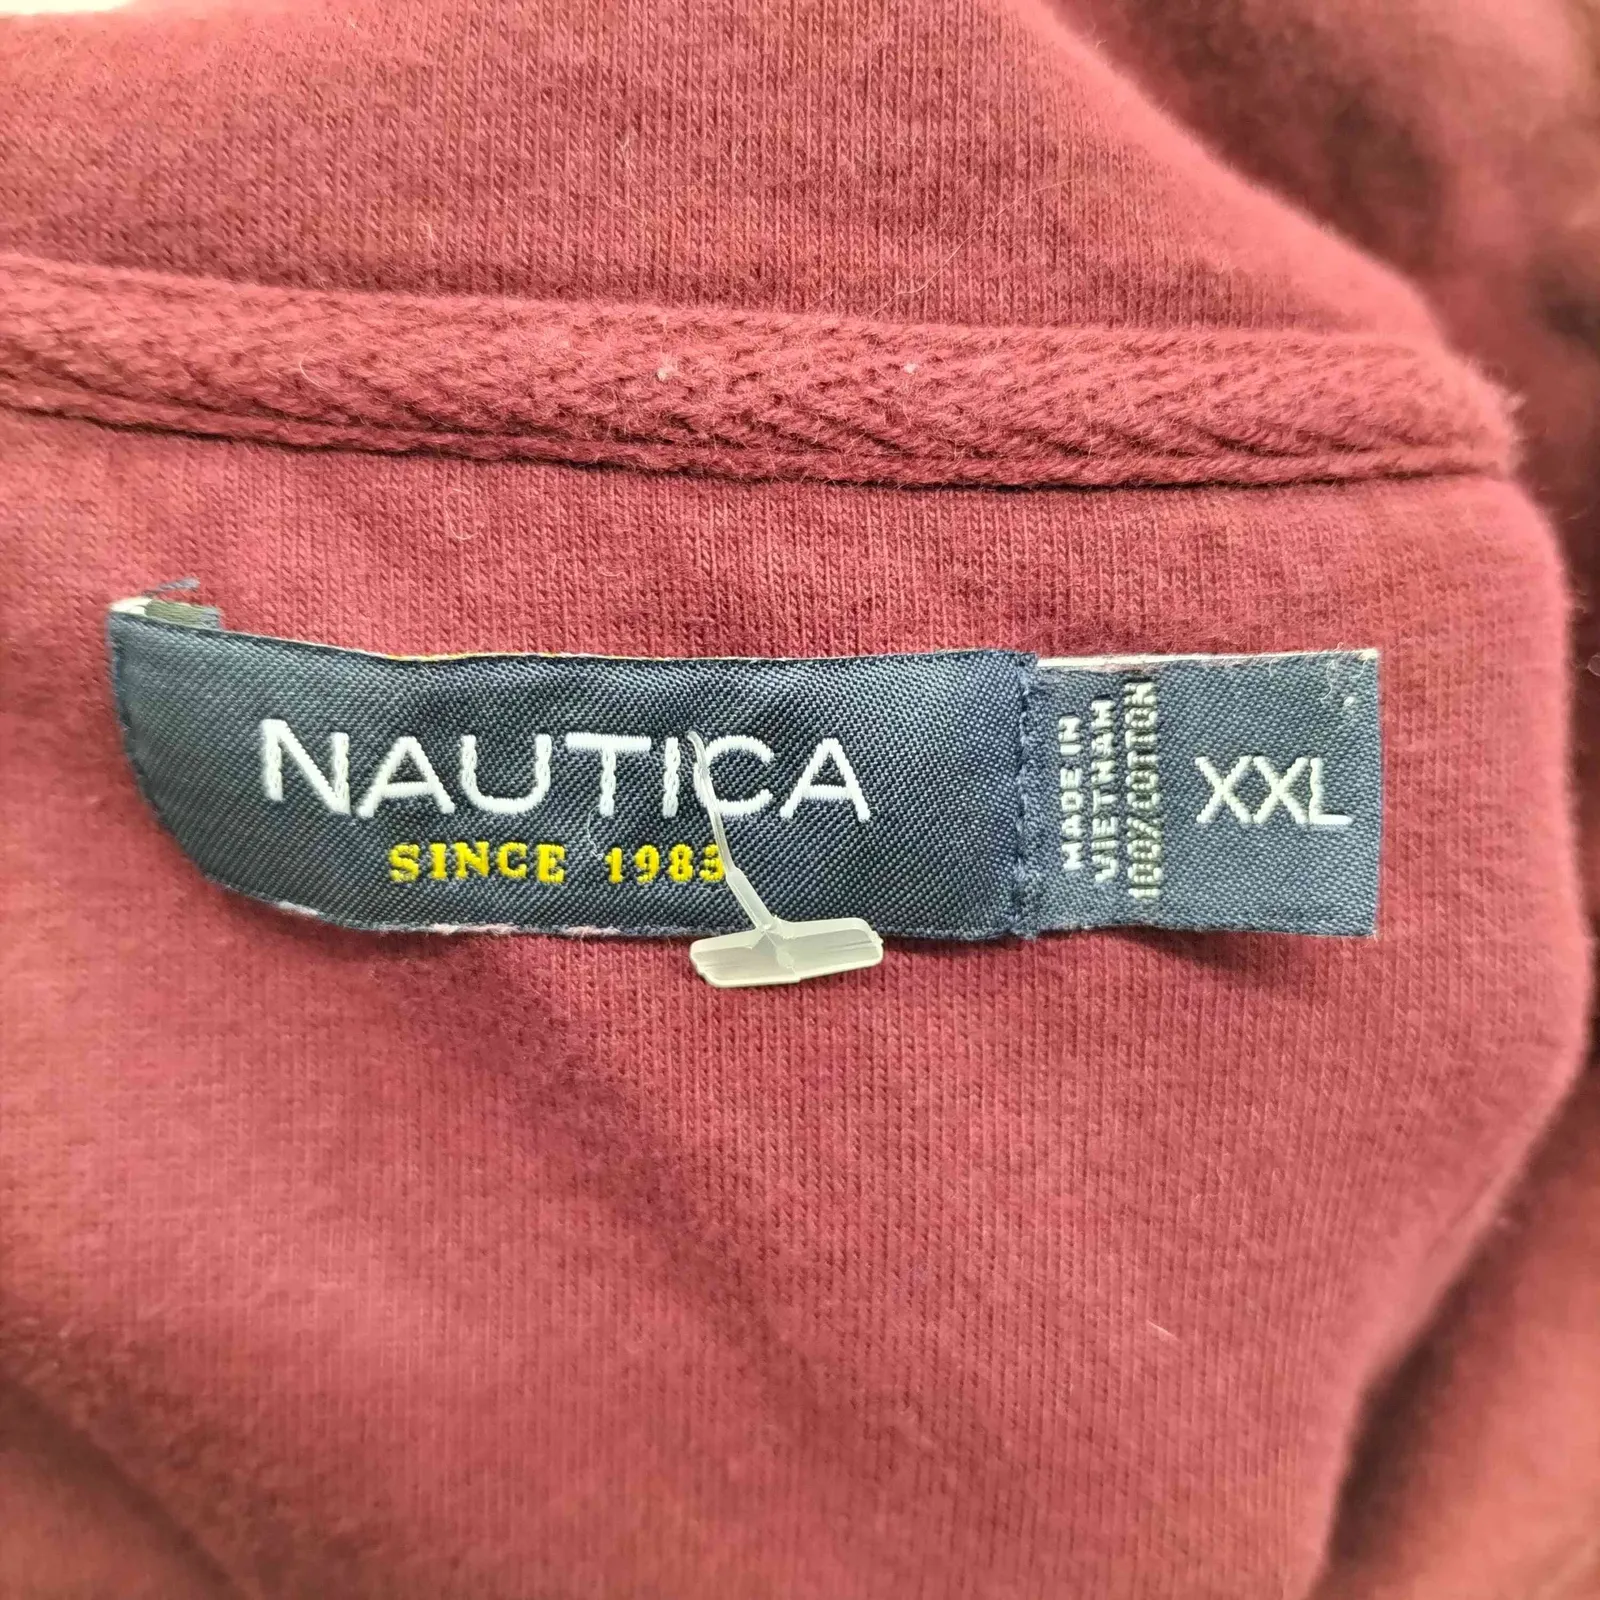 NAUTICA
SINCE 1983
MADE IN
VIETNAM
100%COTTON
XXL